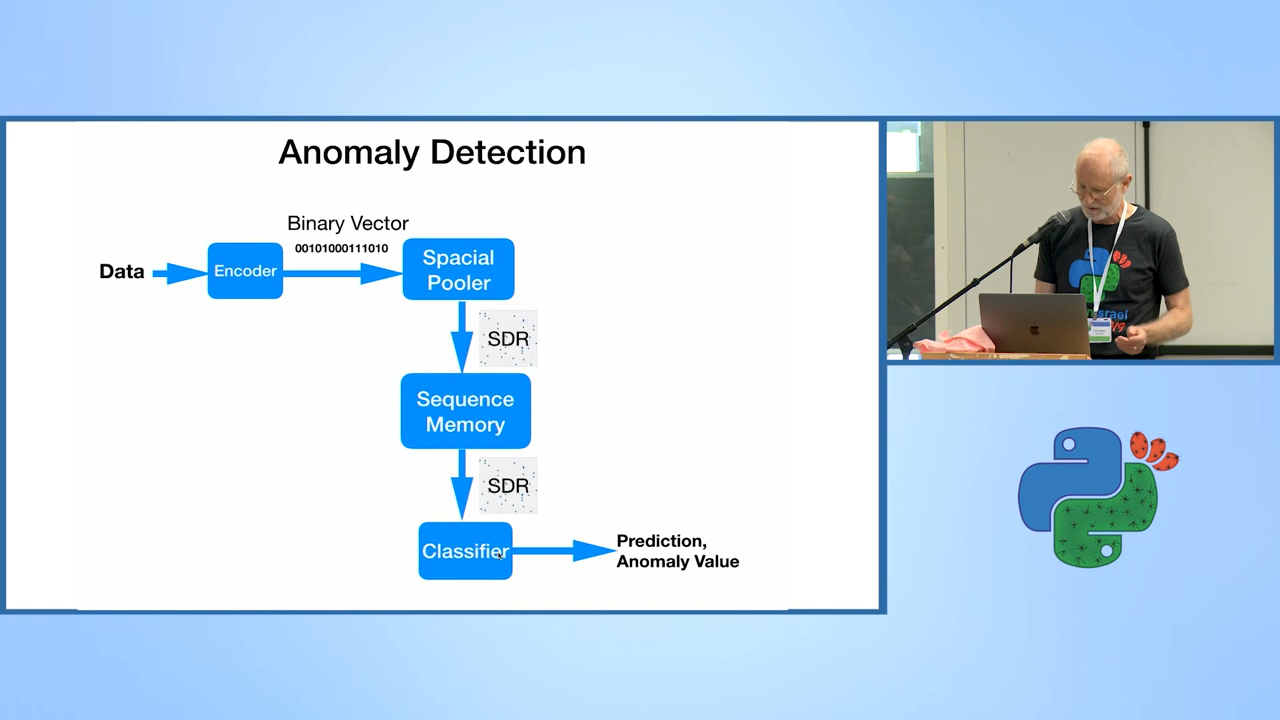 Anomaly Detection
Binary Vector
00101000111010
Data
Encoder
Spacial
Pooler
SDR
Sequence
Memory
SDR
Classifier
Prediction,
Anomaly Value